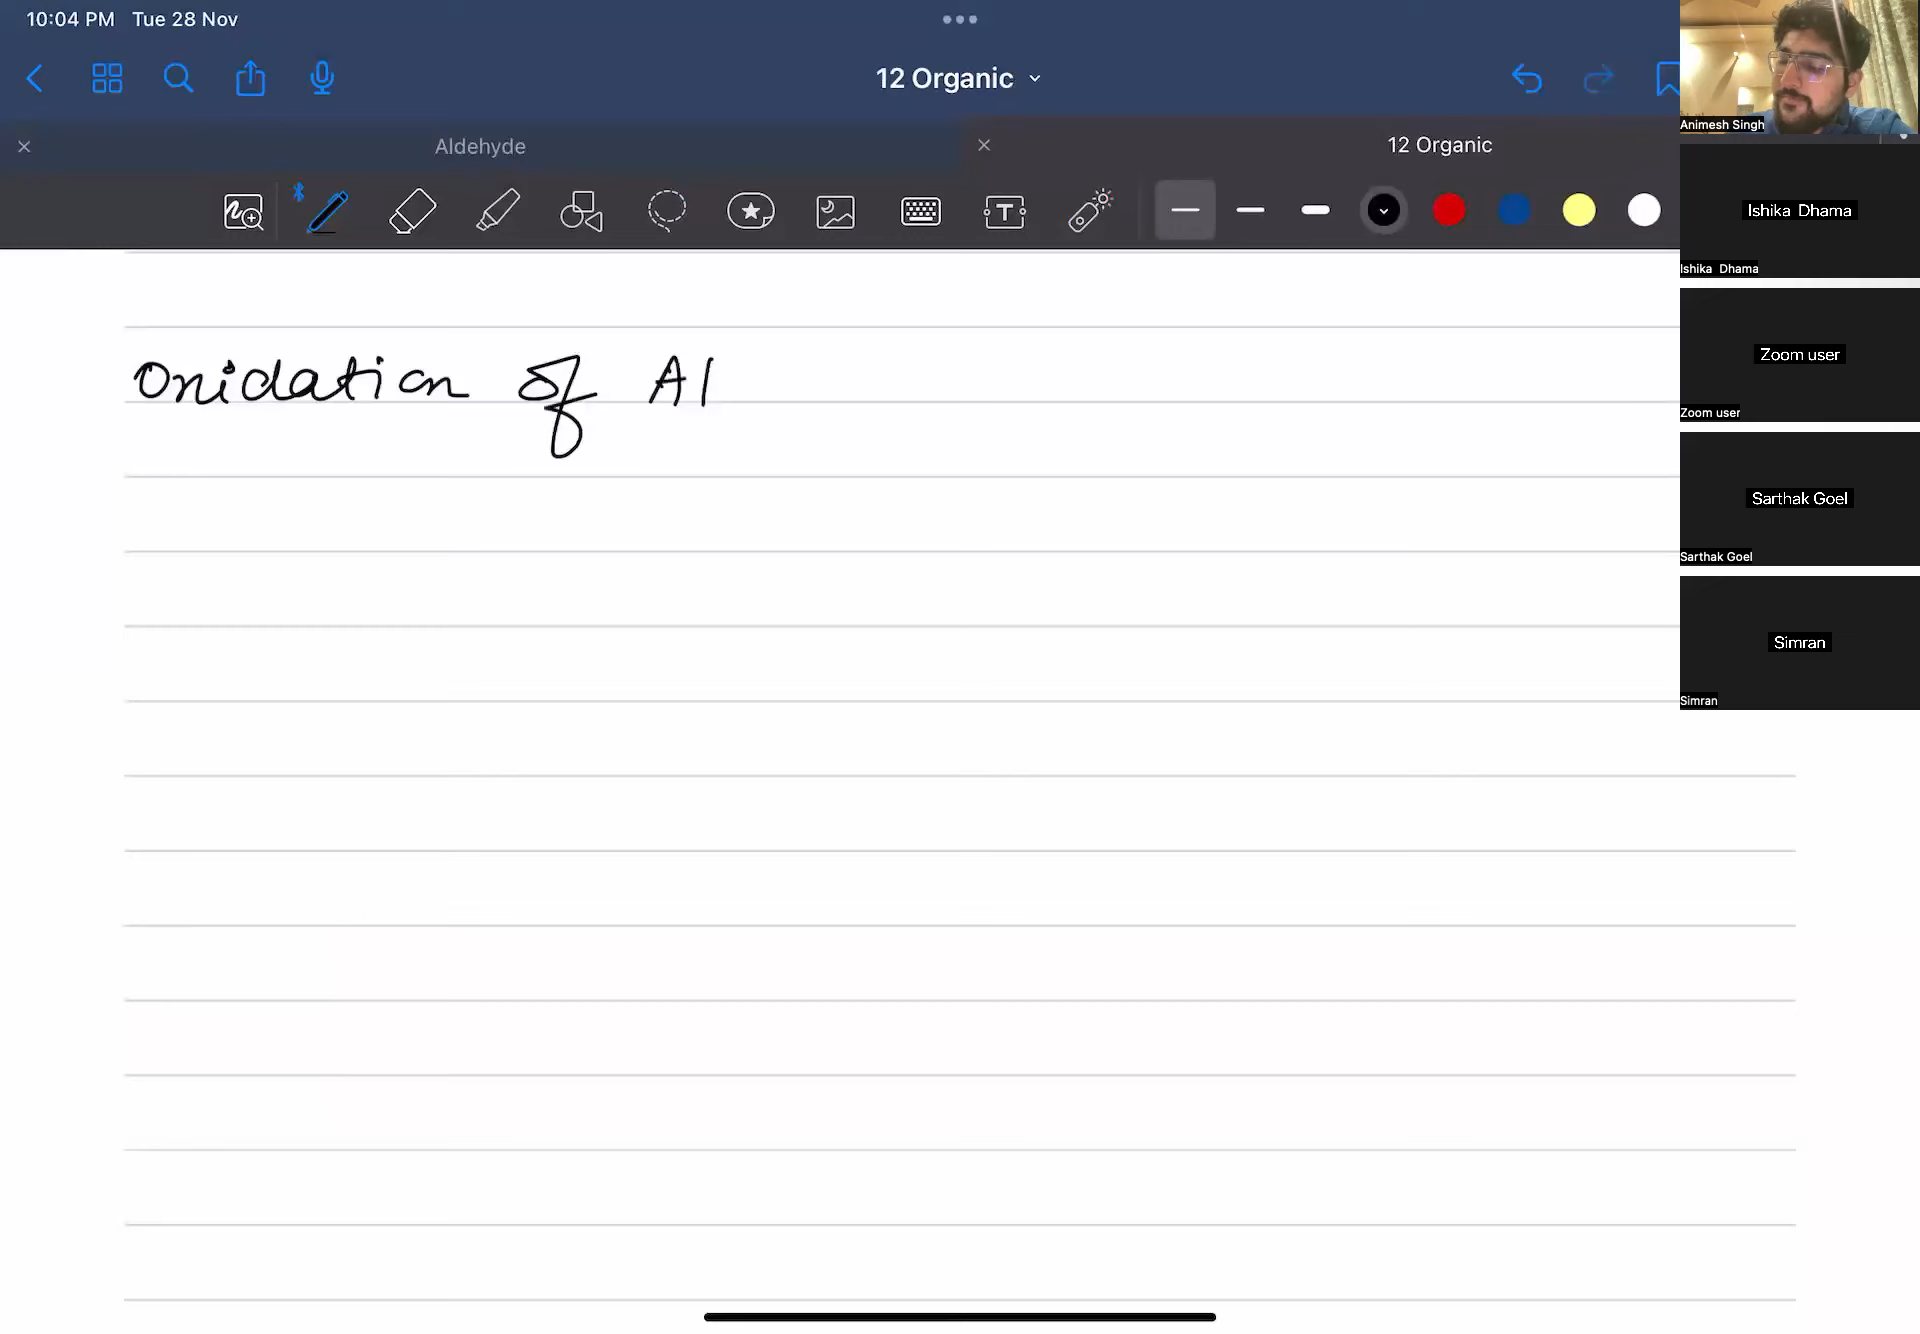 10:04 PM Tue 28 Nov
12 Organic
Aldehyde
12 Organic
T
Oxidation of Al
Animesh Singh
Ishika Dhama
Ishika Dhama
Zoom user
Zoom user
Sarthak Goel
Sarthak Goel
Simran
Simran